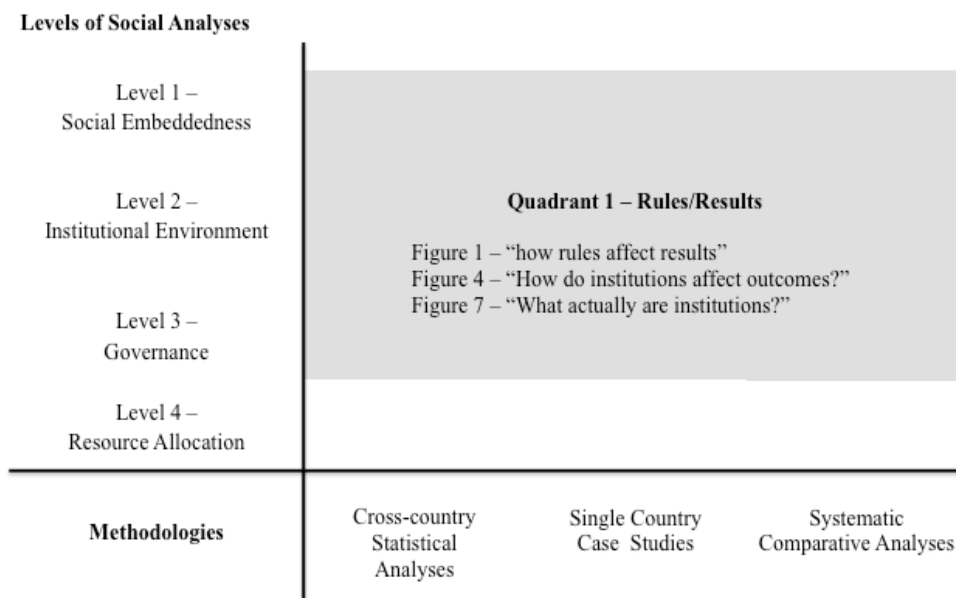 Levels of Social Analyses
Level 1 –
Social Embeddedness
Level 2 –
Institutional Environment
Quadrant 1 – Rules/Results
Figure 1 – “how rules affect results”
Figure 4 – “How do institutions affect outcomes?”
Figure 7 – “What actually are institutions?”
Level 3 –
Governance
Level 4 –
Resource Allocation
Methodologies
Cross-country
Statistical
Analyses
Single Country
Case Studies
Systematic
Comparative Analyses